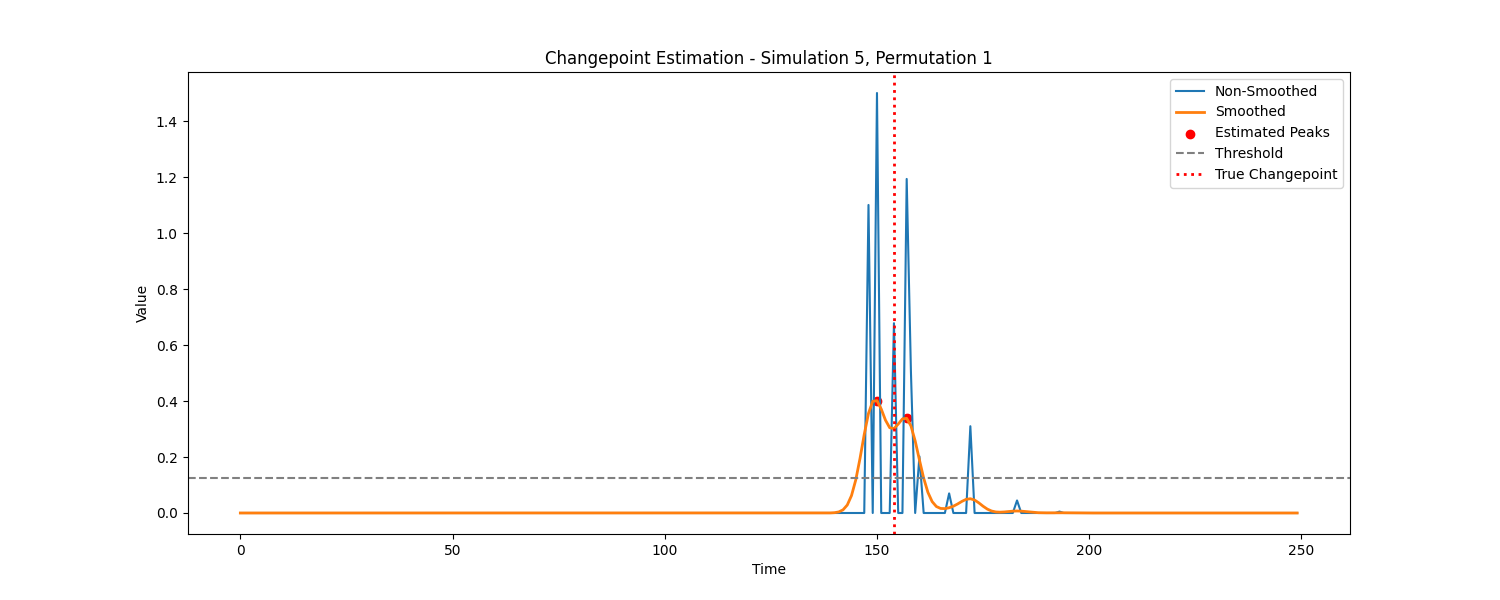 Changepoint Estimation - Simulation 5, Permutation 1
Non-Smoothed
Smoothed
Estimated Peaks
Threshold
True Changepoint
Value
1.4
1.2
1.0
0.8
0.6
0.4
0.2
0.0
0
50
100
150
200
250
Time